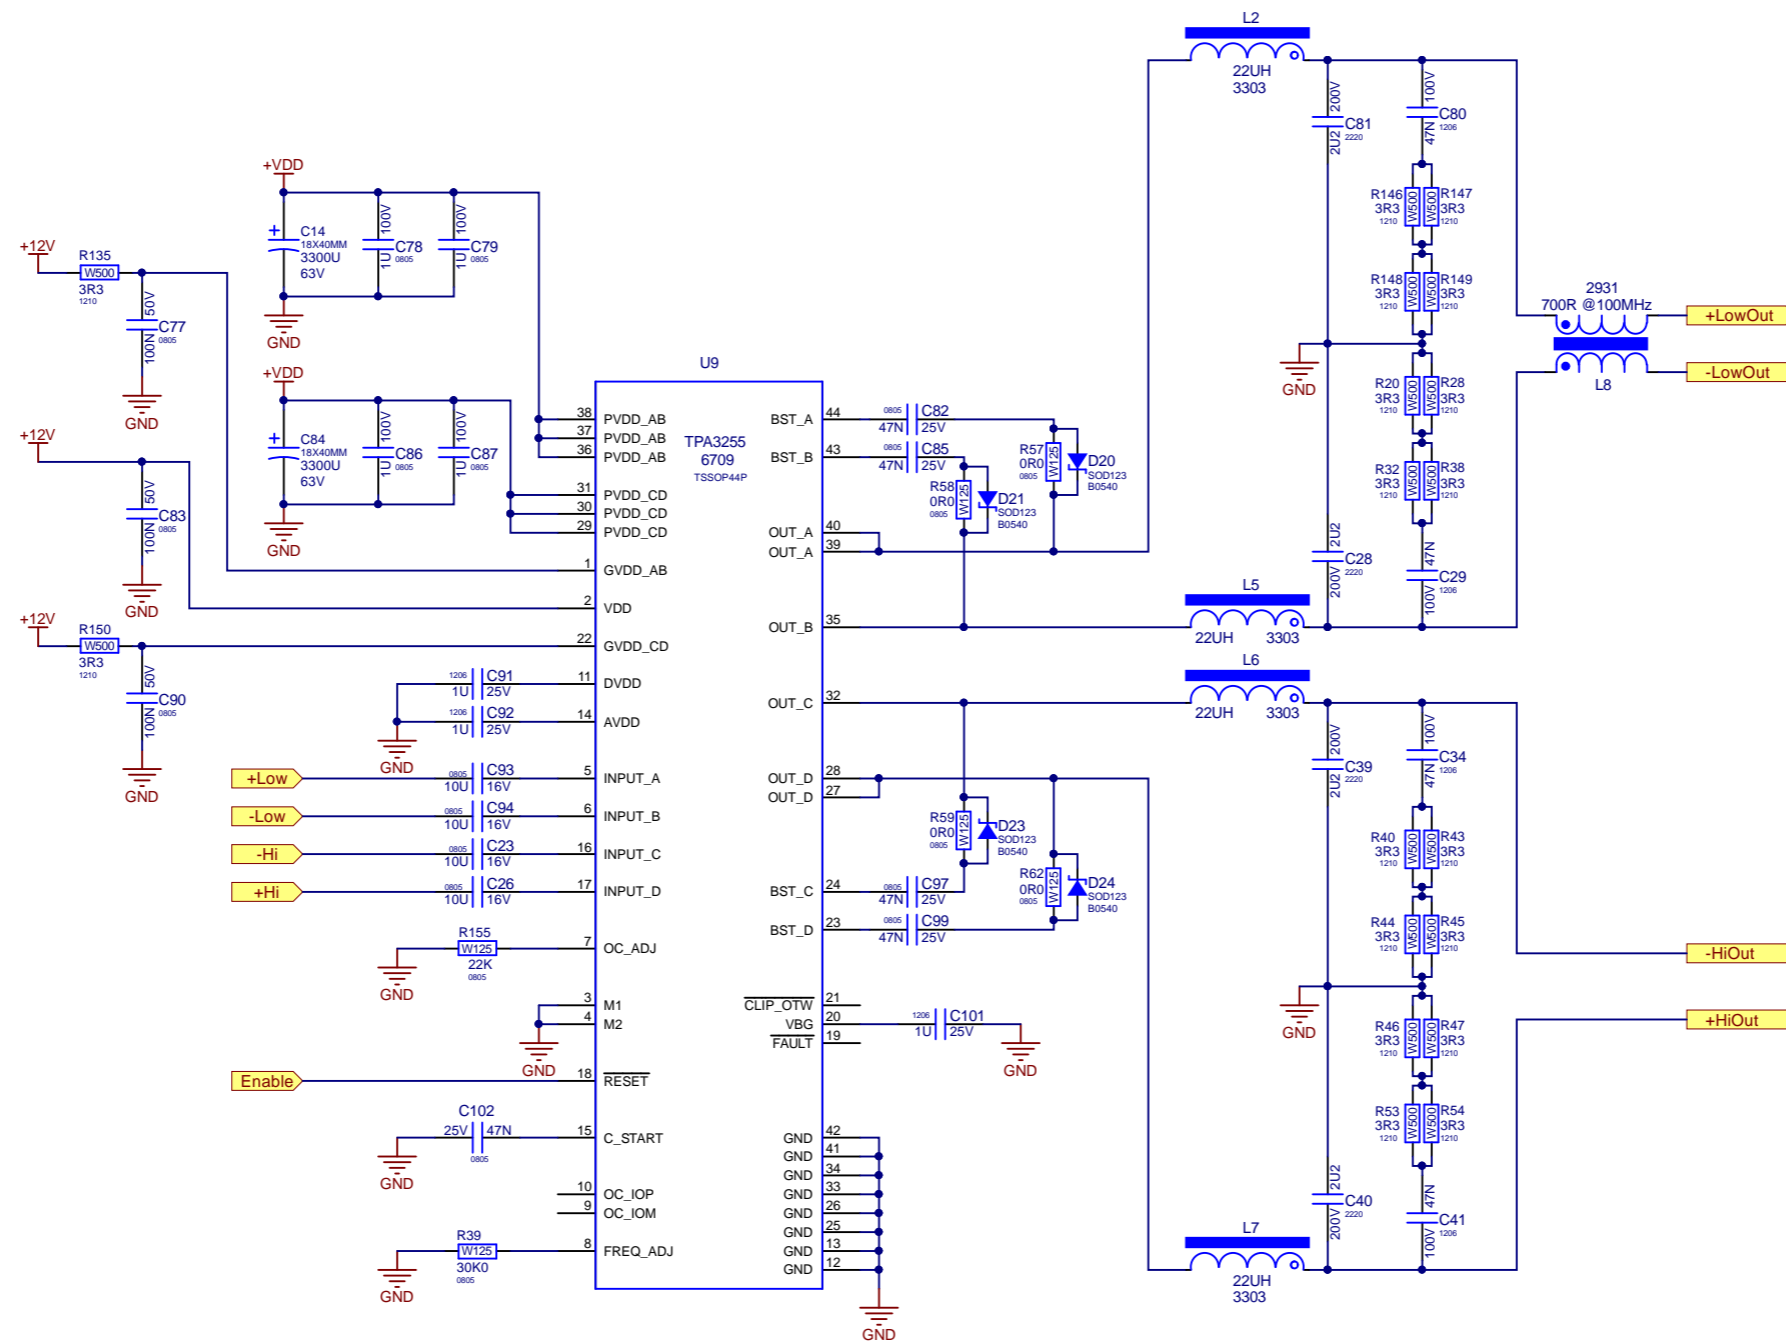 L2
22UH
3303
200V
C81
2220
2U2
100V
C80
1206
47N
R146
3R3
1210
W500
W500
R147
3R3
1210
R148
3R3
1210
W500
W500
R149
3R3
1210
2931
700R @100MHz
L8
+LowOut
-LowOut
GND
R20
3R3
1210
W500
W500
R28
3R3
1210
R32
3R3
1210
W500
W500
R38
3R3
1210
2U2
C28
2220
200V
47N
C29
1206
100V
L5
22UH 3303
+VDD
C14
18X40MM
3300U
63V
100V
C78
0805
1U
100V
C79
0805
1U
GND
+12V
R135
W500
3R3
1210
50V
C77
0805
100N
GND
+VDD
C84
18X40MM
3300U
63V
100V
C86
0805
1U
100V
C87
0805
1U
GND
+12V
50V
C83
0805
100N
GND
+12V
R150
W500
3R3
1210
50V
C90
0805
100N
GND
U9
TPA3255
6709
TSSOP44P
38 PVDD_AB
37 PVDD_AB
36 PVDD_AB
31 PVDD_CD
30 PVDD_CD
29 PVDD_CD
1 GVDD_AB
2 VDD
22 GVDD_CD
11 DVDD
14 AVDD
5 INPUT_A
6 INPUT_B
16 INPUT_C
17 INPUT_D
7 OC_ADJ
3 M1
4 M2
18 RESET
15 C_START
10 OC_IOP
9 OC_IOM
8 FREQ_ADJ
BST_A 44
BST_B 43
OUT_A 40
OUT_A 39
OUT_B 35
OUT_C 32
OUT_D 28
OUT_D 27
BST_C 24
BST_D 23
CLIP_OTW 21
VBG 20
FAULT 19
GND 42
GND 41
GND 34
GND 33
GND 26
GND 25
GND 13
GND 12
GND
1206 C91
1U 25V
1206 C92
1U 25V
GND
+Low
0805 C93
10U 16V
-Low
0805 C94
10U 16V
-Hi
0805 C23
10U 16V
+Hi
0805 C26
10U 16V
R155
W125
22K
0805
GND
GND
Enable
C102
25V 47N
0805
GND
R39
W125
30K0
0805
GND
0805 C82
47N 25V
0805 C85
47N 25V
R57
0R0
0805
W125
D20
SOD123
B0540
R58
0R0
0805
W125
D21
SOD123
B0540
R59
0R0
0805
W125
D23
SOD123
B0540
R62
0R0
0805
W125
D24
SOD123
B0540
0805 C97
47N 25V
0805 C99
47N 25V
1206 C101
1U 25V
GND
L6
22UH 3303
200V
C39
2220
2U2
100V
C34
1206
47N
R40
3R3
1210
W500
W500
R43
3R3
1210
R44
3R3
1210
W500
W500
R45
3R3
1210
-HiOut
GND
+HiOut
R46
3R3
1210
W500
W500
R47
3R3
1210
R53
3R3
1210
W500
W500
R54
3R3
1210
2U2
C40
2220
200V
47N
C41
1206
100V
L7
22UH
3303